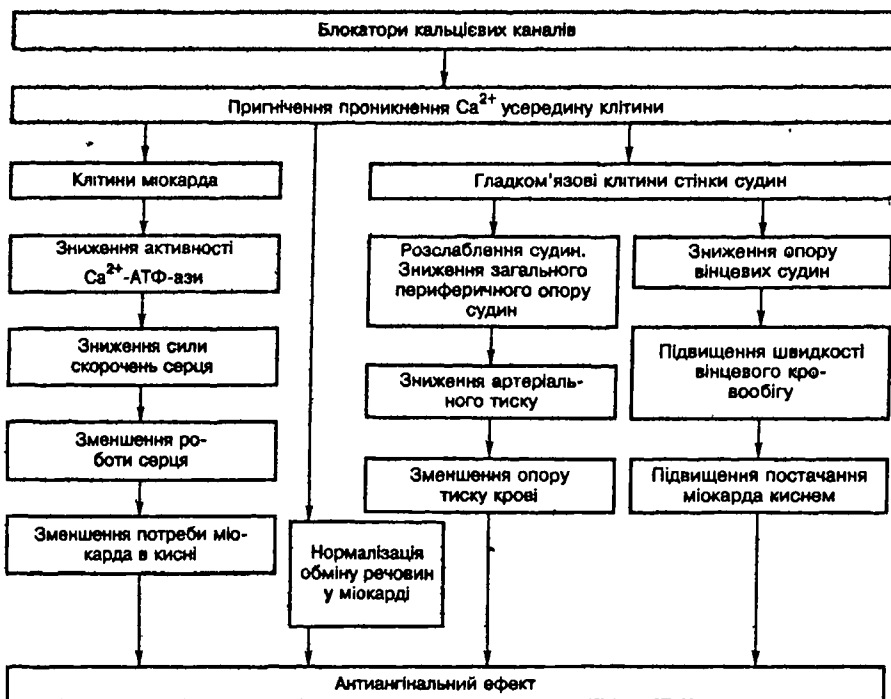 Блокатори кальцієвих каналів
Пригнічення проникнення Ca²⁺ усередину клітини
Клітини міокарда
Гладком'язові клітини стінки судин
Зниження активності
Ca²⁺-АТФ-ази
Розслаблення судин.
Зниження загального
периферичного опору
судин
Зниження опору
вінцевих судин
Зниження сили
скорочень серця
Зниження артеріаль-
ного тиску
Підвищення швидкості
вінцевого кро-
вообігу
Зменшення ро-
боти серця
Зменшення опору
тиску крові
Підвищення постачання
міокарда киснем
Зменшення потреби міо-
карда в кисні
Нормалізація
обміну речовин
у міокарді
Антиангінальний ефект